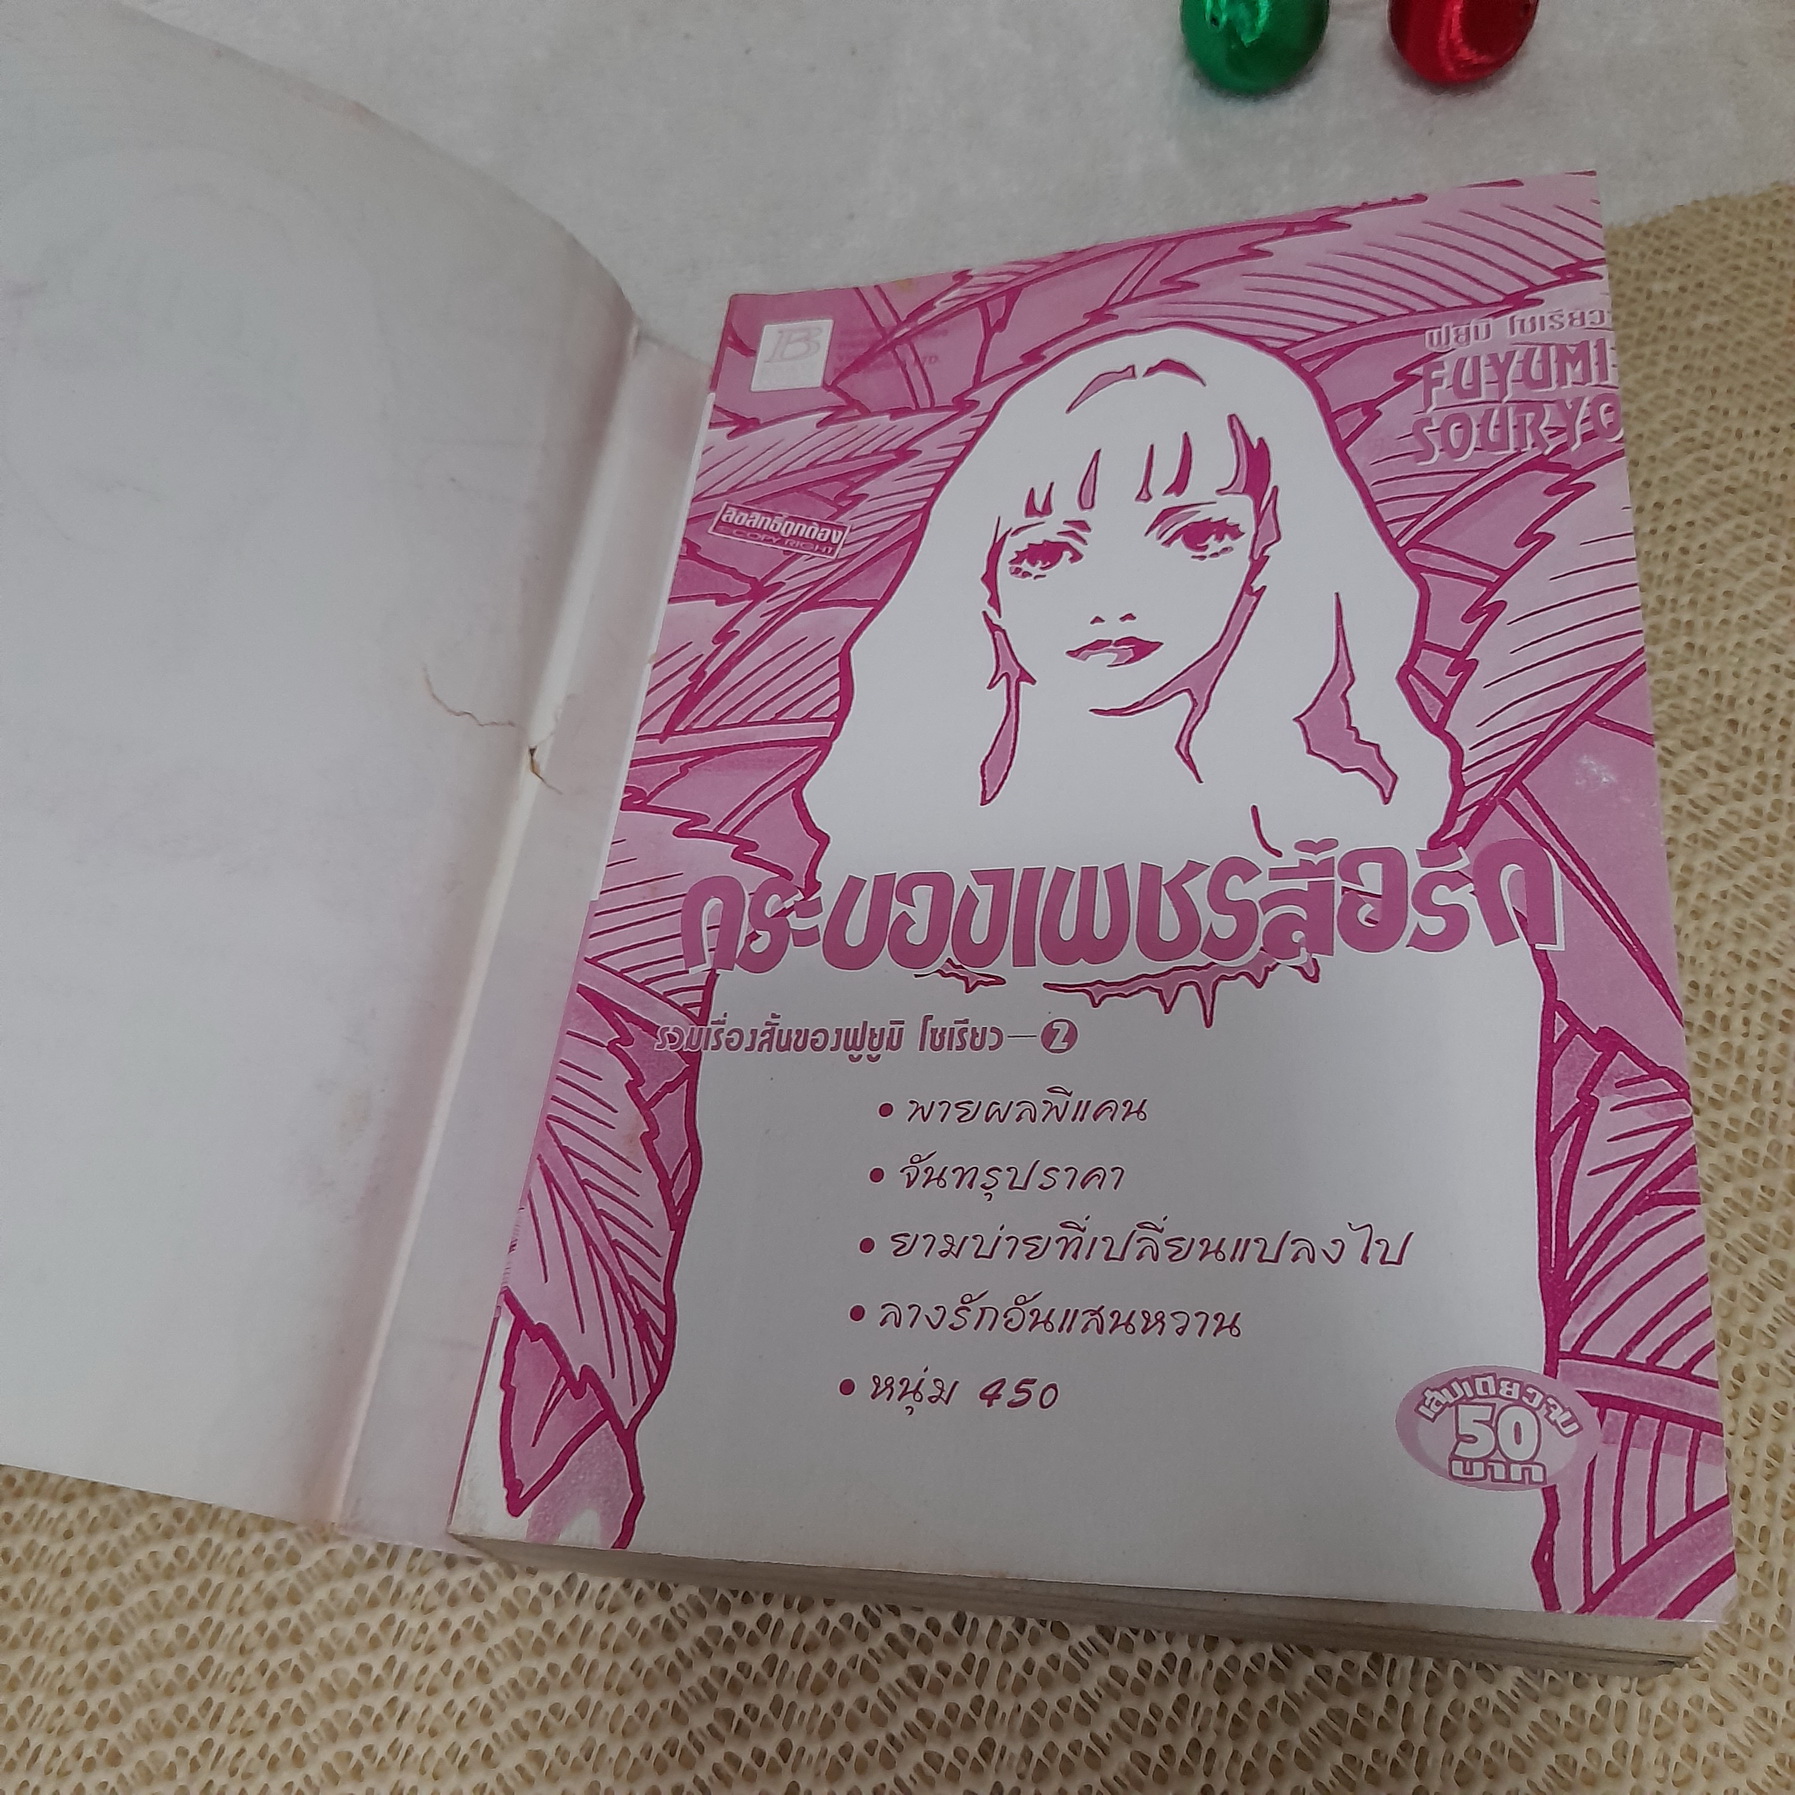 B
ฟูยูมิ โซเรียว
FUYUMI
SOURYO
ลิขสิทธิ์ถูกต้อง
COPY RIGHT
กระบองเพชรสื้อรัก
รวมเรื่องสั้นของฟูยูมิ โซเรียว—2
• พายผลพีแคน
• จันทรุปราคา
• ยามบ่ายที่เปลี่ยนแปลงไป
• ลางรักอันแสนหวาน
• หนุ่ม 450
เล่มเดียวจบ
50
บาท